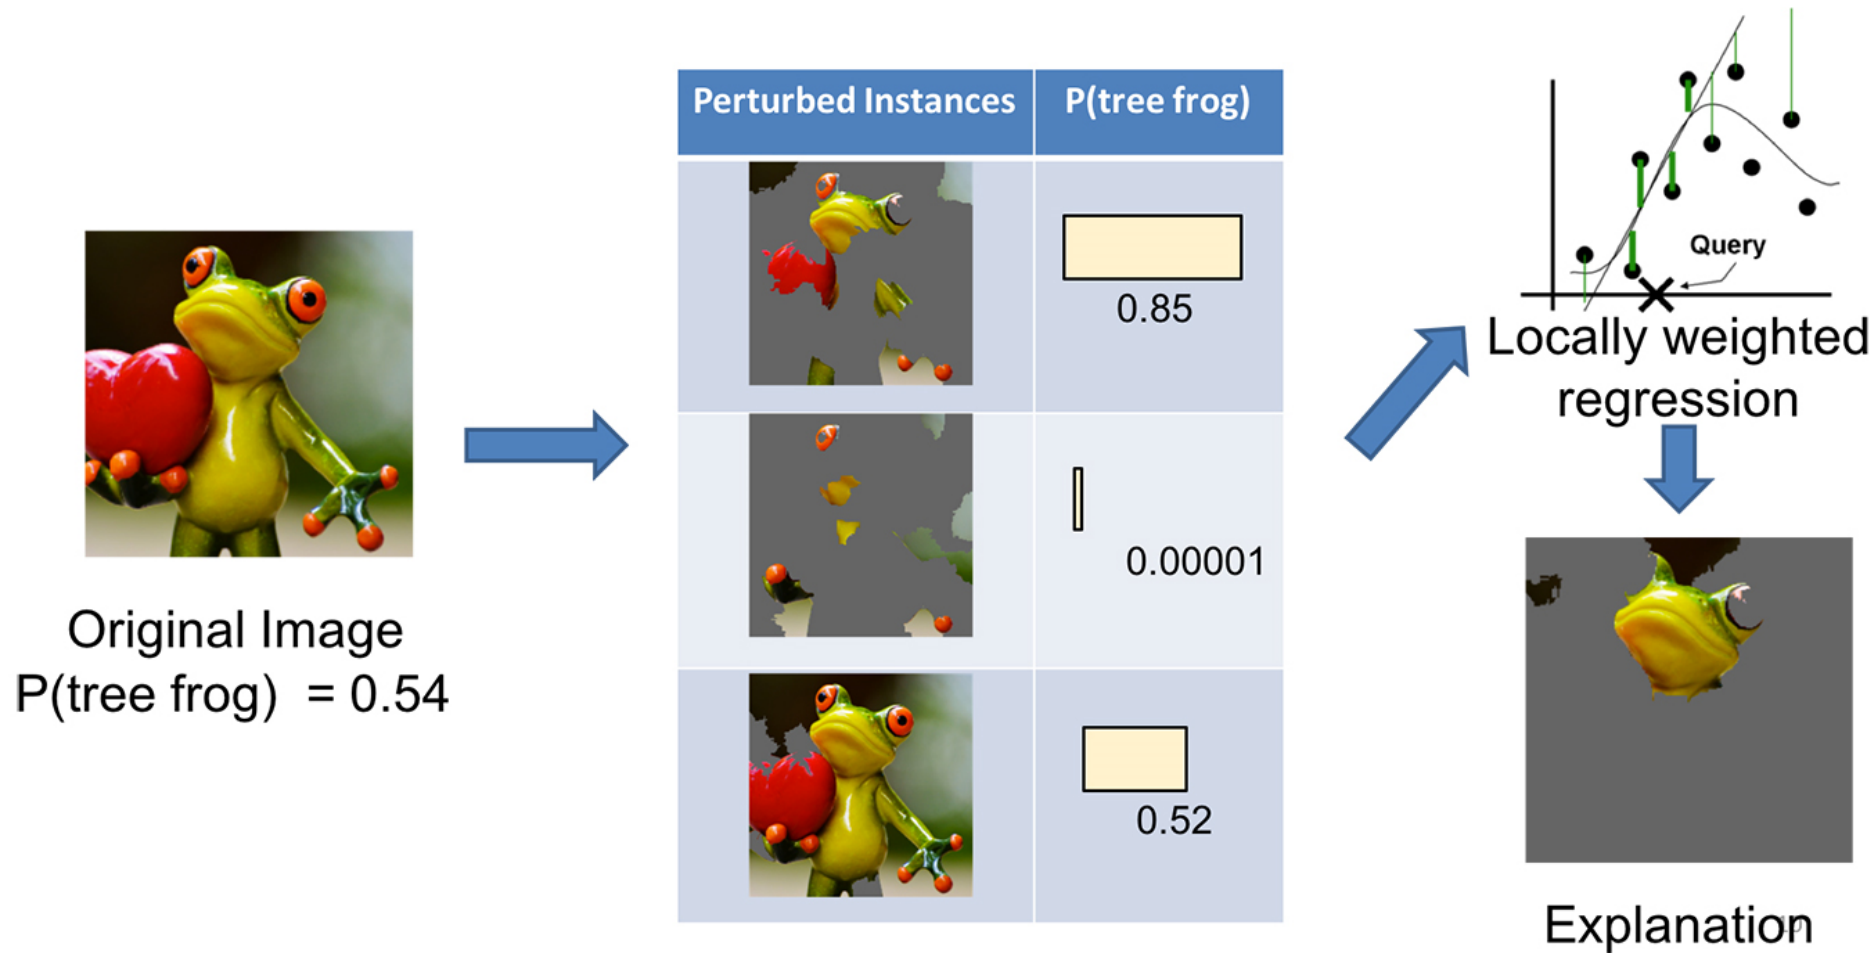 Original Image
P(tree frog) = 0.54
Perturbed Instances
P(tree frog)
0.85
0.00001
0.52
Query
Locally weighted
regression
Explanation